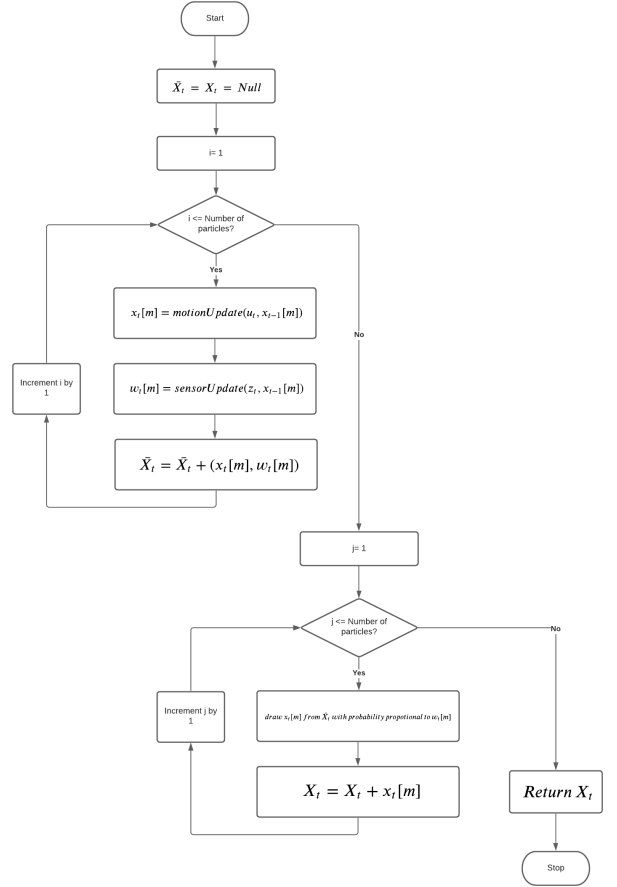 Start
X̄ₜ = Xₜ = Null
i= 1
i <= Number of
particles?
Yes
xₜ[m] = motionUpdate(uₜ, xₜ₋₁[m])
No
Increment i by
1
wₜ[m] = sensorUpdate(zₜ, xₜ₋₁[m])
X̄ₜ = X̄ₜ + (xₜ[m], wₜ[m])
j= 1
j <= Number of
particles?
No
Yes
Increment j by
1
draw xₜ[m] from X̄ₜ with probability propotional to wₜ[m]
Xₜ = Xₜ + xₜ[m]
Return Xₜ
Stop